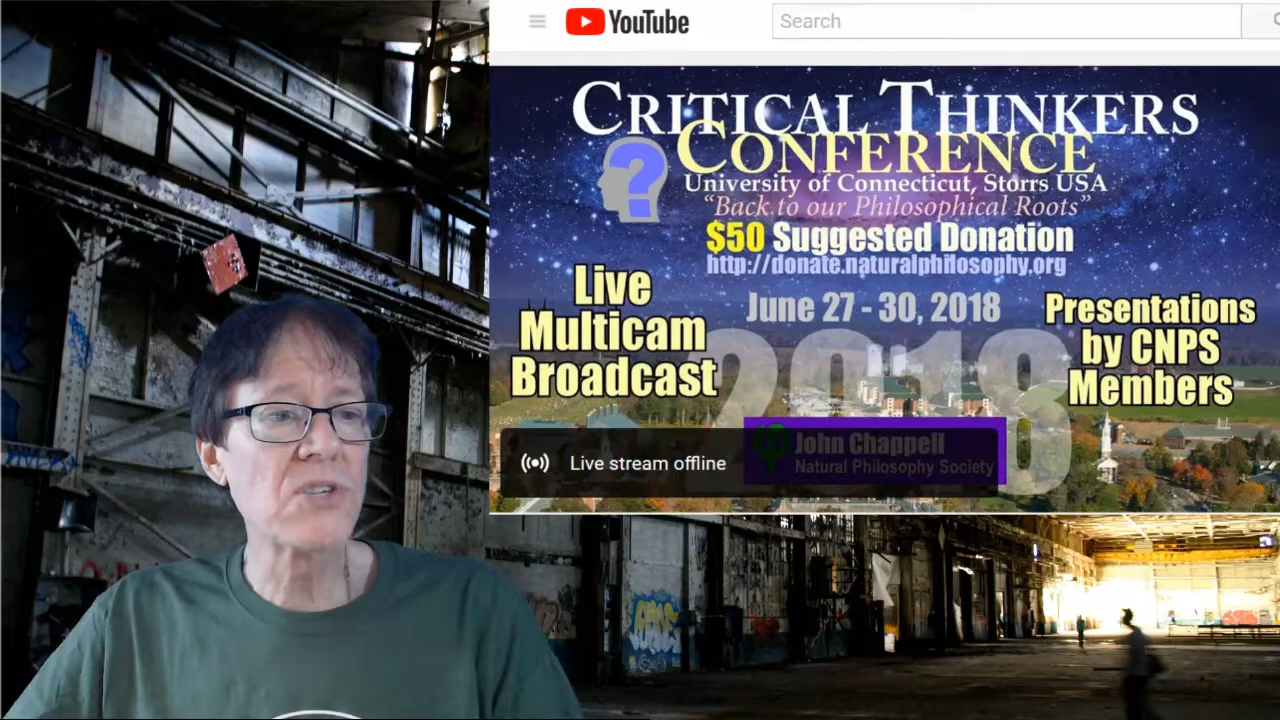 YouTube
Search
CRITICAL THINKERS
CONFERENCE
University of Connecticut, Storrs USA
"Back to our Philosophical Roots"
$50 Suggested Donation
http://donate.naturalphilosophy.org
Live
Multicam
Broadcast
June 27 - 30, 2018
Presentations
by CNPS
Members
2018
John Chappell
Natural Philosophy Society
Live stream offline